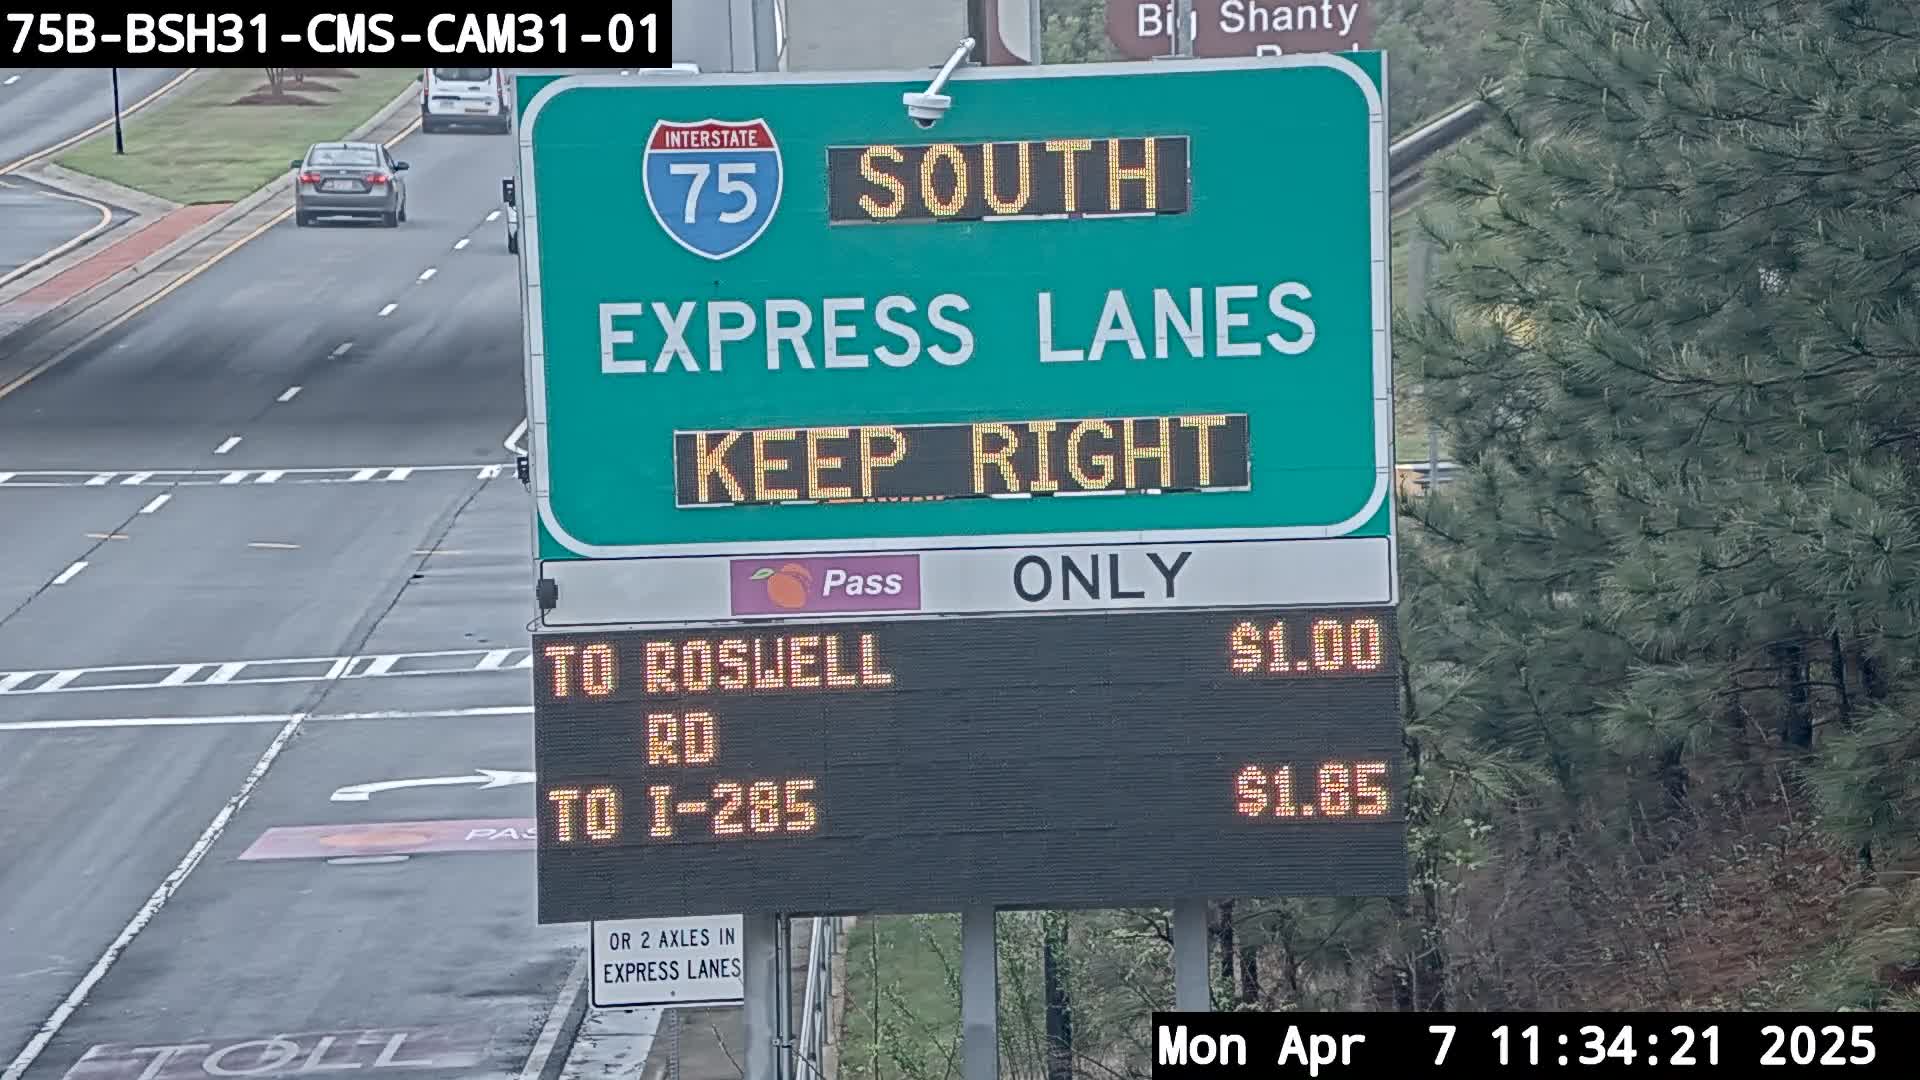 75B-BSH31-CMS-CAM31-01
Big Shanty
Road
INTERSTATE
75
SOUTH
EXPRESS LANES
KEEP RIGHT
Pass ONLY
TO ROSWELL $1.00
RD
TO I-285 $1.85
PAS
OR 2 AXLES IN
EXPRESS LANES
TOLL
Mon Apr 7 11:34:21 2025